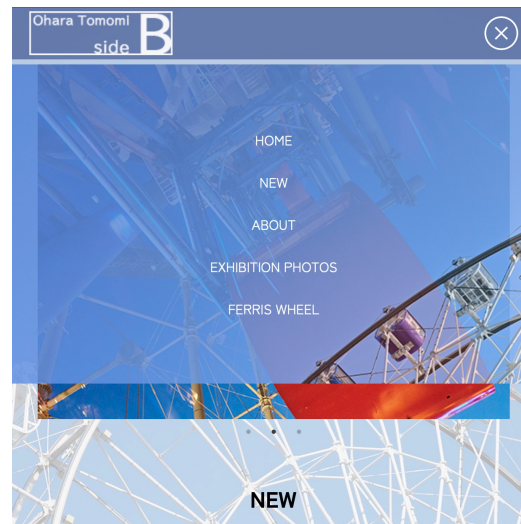 Ohara Tomomi
side B
HOME
NEW
ABOUT
EXHIBITION PHOTOS
FERRIS WHEEL
NEW